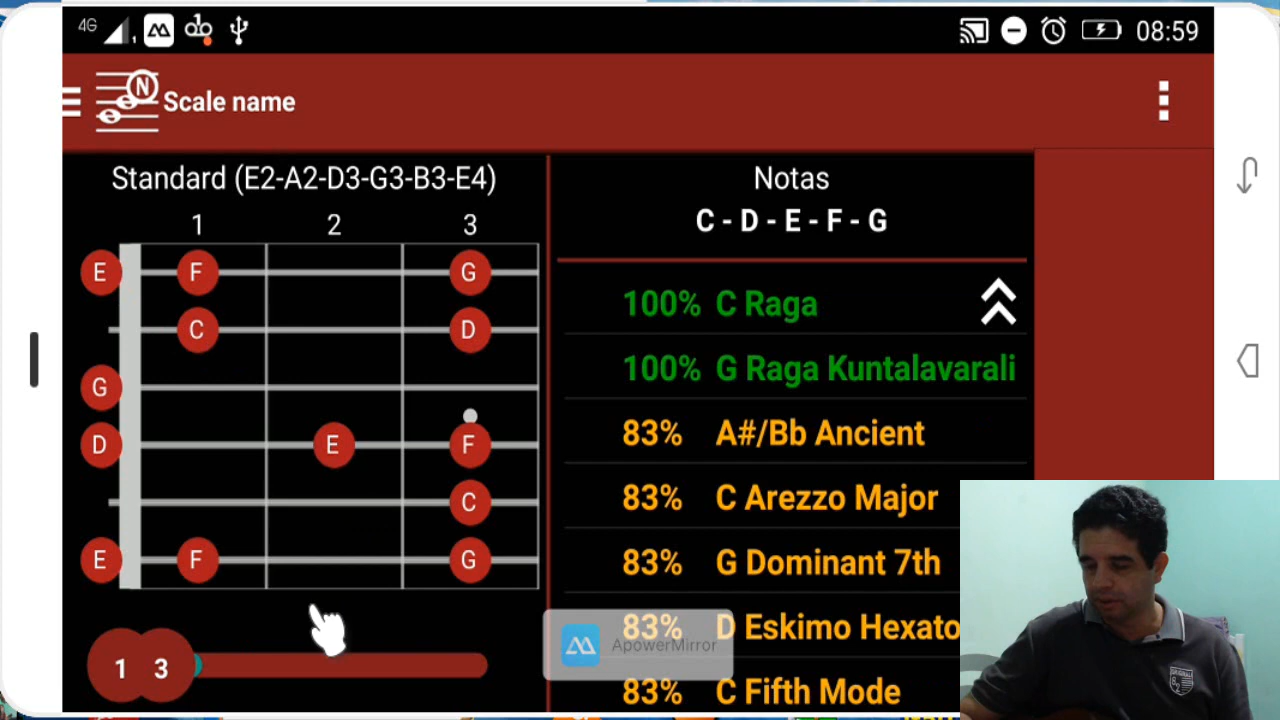 4G 1 08:59
N Scale name
Standard (E2-A2-D3-G3-B3-E4)
1 2 3
E F G
C D
G
D E F
C
E F G
1 3
Notas
C - D - E - F - G
100% C Raga
100% G Raga Kuntalavarali
83% A#/Bb Ancient
83% C Arezzo Major
83% G Dominant 7th
83% D Eskimo Hexato
ApowerMirror
83% C Fifth Mode